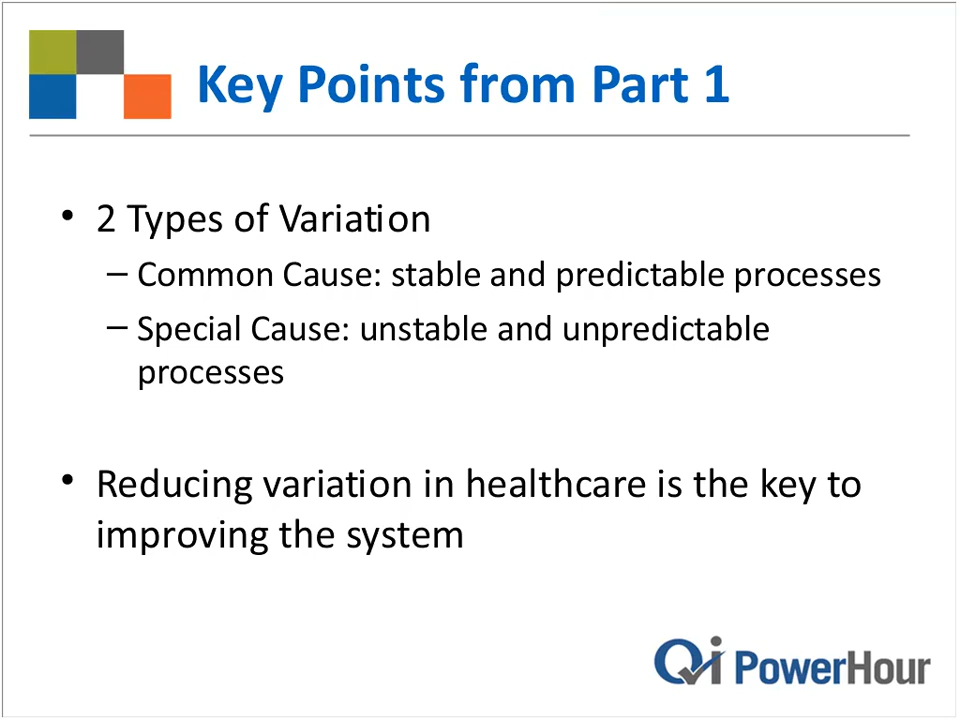 Key Points from Part 1
• 2 Types of Variation
– Common Cause: stable and predictable processes
– Special Cause: unstable and unpredictable
processes
• Reducing variation in healthcare is the key to
improving the system
Qi PowerHour